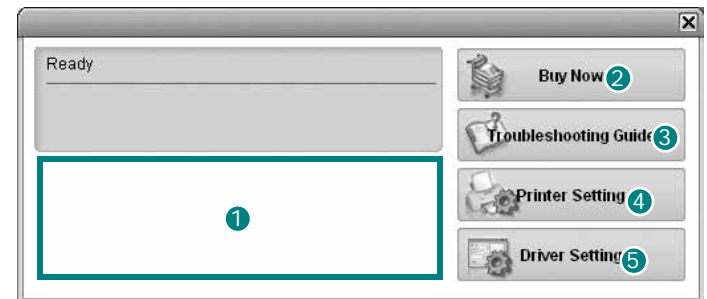 Ready
Buy Now 2
Troubleshooting Guide 3
Printer Setting 4
1
Driver Setting 5